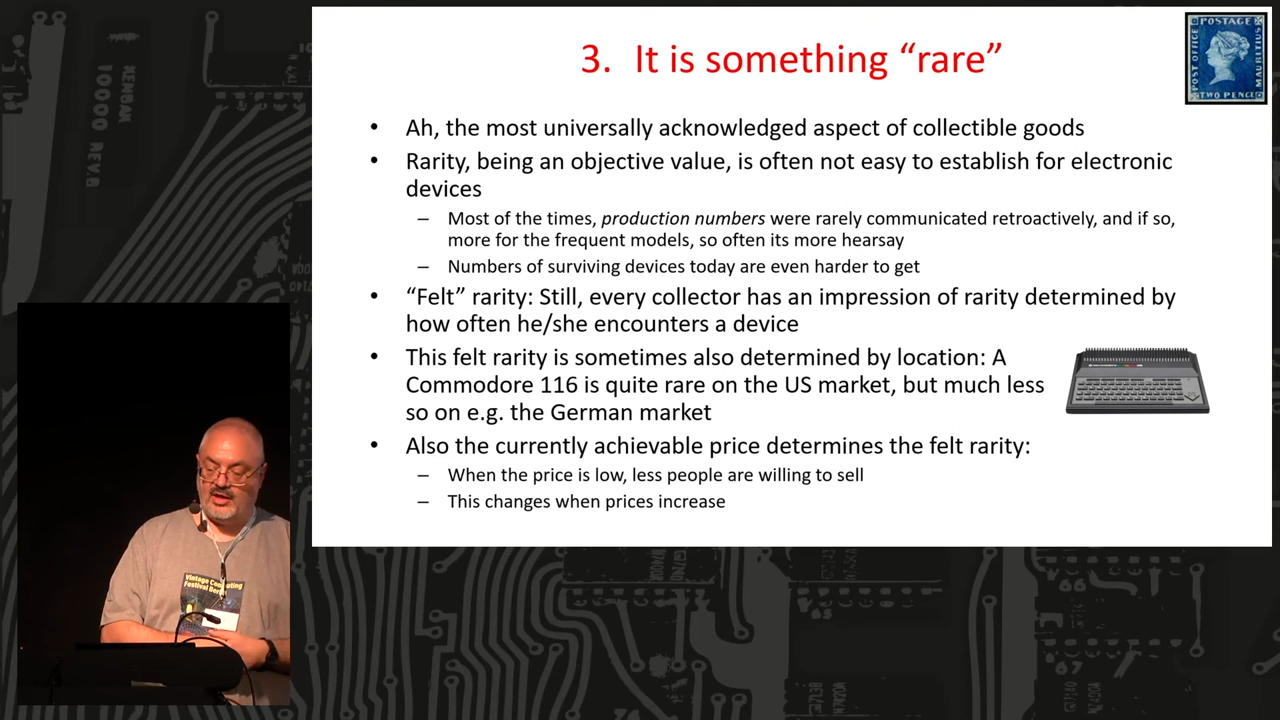 3. It is something “rare”
POSTAGE
POST OFFICE
MAURITIUS
TWO PENCE
• Ah, the most universally acknowledged aspect of collectible goods
• Rarity, being an objective value, is often not easy to establish for electronic
devices
– Most of the times, production numbers were rarely communicated retroactively, and if so,
more for the frequent models, so often its more hearsay
– Numbers of surviving devices today are even harder to get
• “Felt” rarity: Still, every collector has an impression of rarity determined by
how often he/she encounters a device
• This felt rarity is sometimes also determined by location: A
Commodore 116 is quite rare on the US market, but much less
so on e.g. the German market
• Also the currently achievable price determines the felt rarity:
– When the price is low, less people are willing to sell
– This changes when prices increase
10000 REV.B
Vintage Computing
Festival Berlin